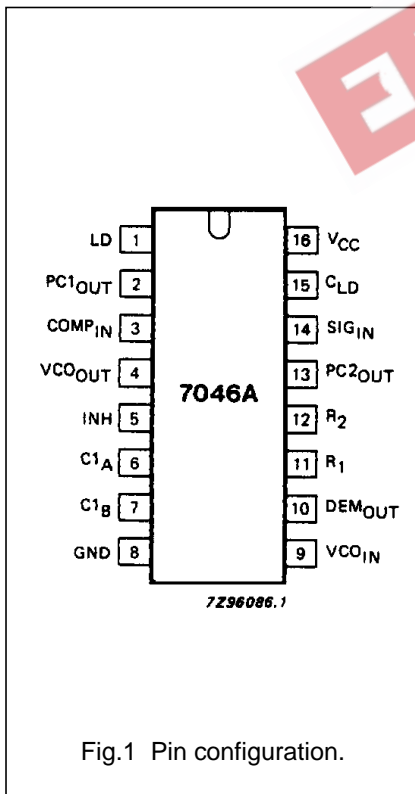 LD 1 16 VCC
PC1OUT 2 15 CLD
COMPIN 3 14 SIGIN
VCOOUT 4 13 PC2OUT
7046A
INH 5 12 R2
C1A 6 11 R1
C1B 7 10 DEMOUT
GND 8 9 VCOIN
7Z96086.1
Fig.1 Pin configuration.